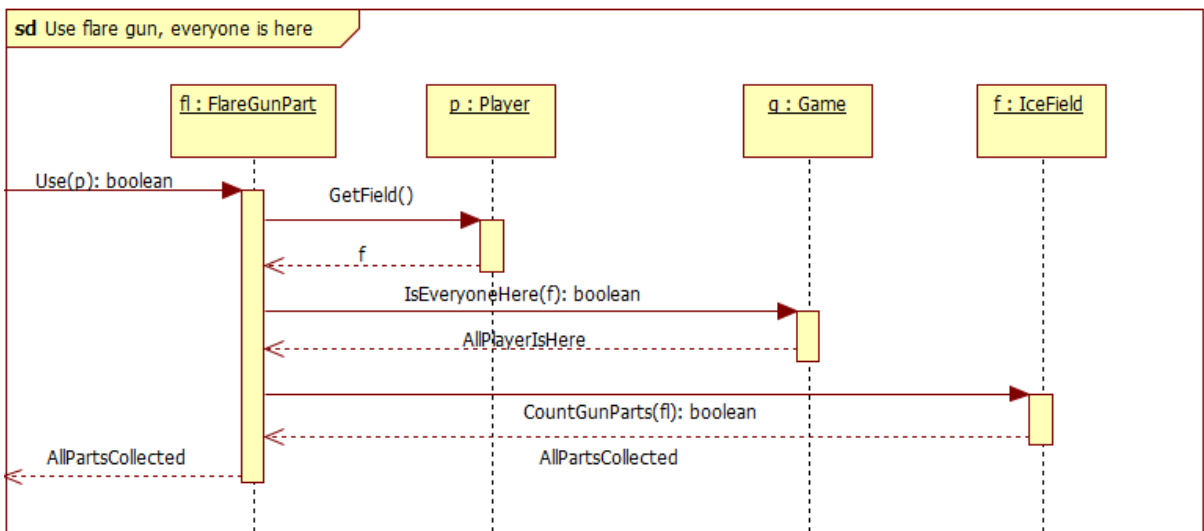 sd Use flare gun, everyone is here
fl : FlareGunPart
p : Player
g : Game
f : IceField
Use(p): boolean
GetField()
f
IsEveryoneHere(f): boolean
AllPlayerIsHere
CountGunParts(fl): boolean
AllPartsCollected
AllPartsCollected